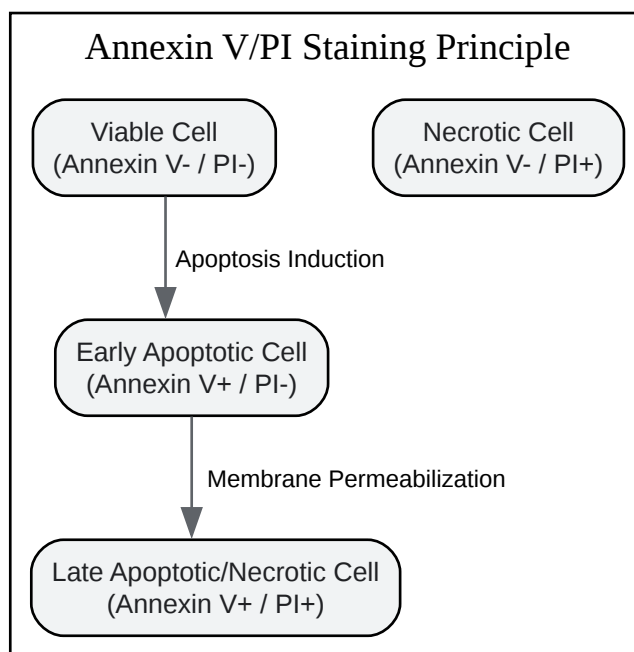 Annexin V/PI Staining Principle
Viable Cell
(Annexin V- / PI-)
Necrotic Cell
(Annexin V- / PI+)
Apoptosis Induction
Early Apoptotic Cell
(Annexin V+ / PI-)
Membrane Permeabilization
Late Apoptotic/Necrotic Cell
(Annexin V+ / PI+)